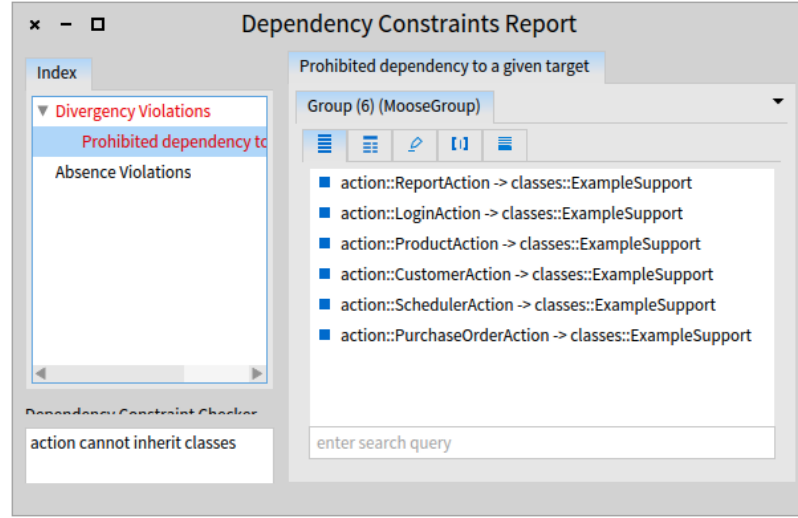 Dependency Constraints Report
Index
Divergency Violations
Prohibited dependency to
Absence Violations
Dependency Constraint Checker
action cannot inherit classes
Prohibited dependency to a given target
Group (6) (MooseGroup)
action::ReportAction -> classes::ExampleSupport
action::LoginAction -> classes::ExampleSupport
action::ProductAction -> classes::ExampleSupport
action::CustomerAction -> classes::ExampleSupport
action::SchedulerAction -> classes::ExampleSupport
action::PurchaseOrderAction -> classes::ExampleSupport
enter search query